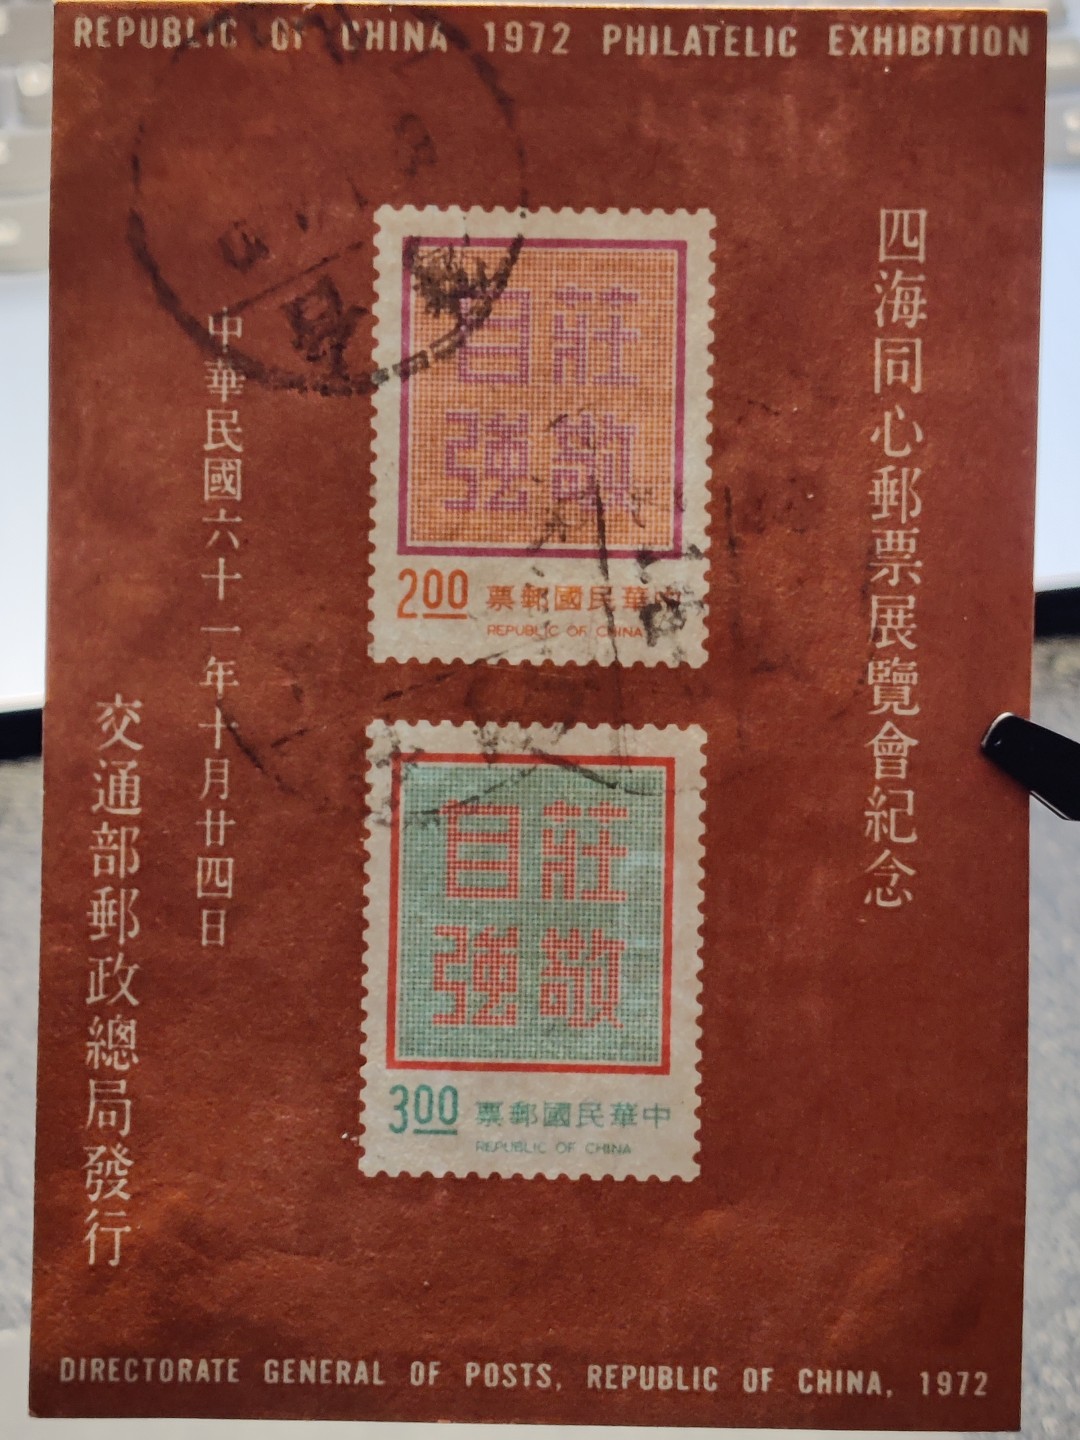 REPUBLIC OF CHINA 1972 PHILATELIC EXHIBITION
四海同心郵票展覽會紀念
莊敬
自強
2.00
中華民國郵票
REPUBLIC OF CHINA
莊敬
自強
3.00
中華民國郵票
REPUBLIC OF CHINA
中華民國六十一年十月廿四日
交通部郵政總局發行
DIRECTORATE GENERAL OF POSTS, REPUBLIC OF CHINA, 1972